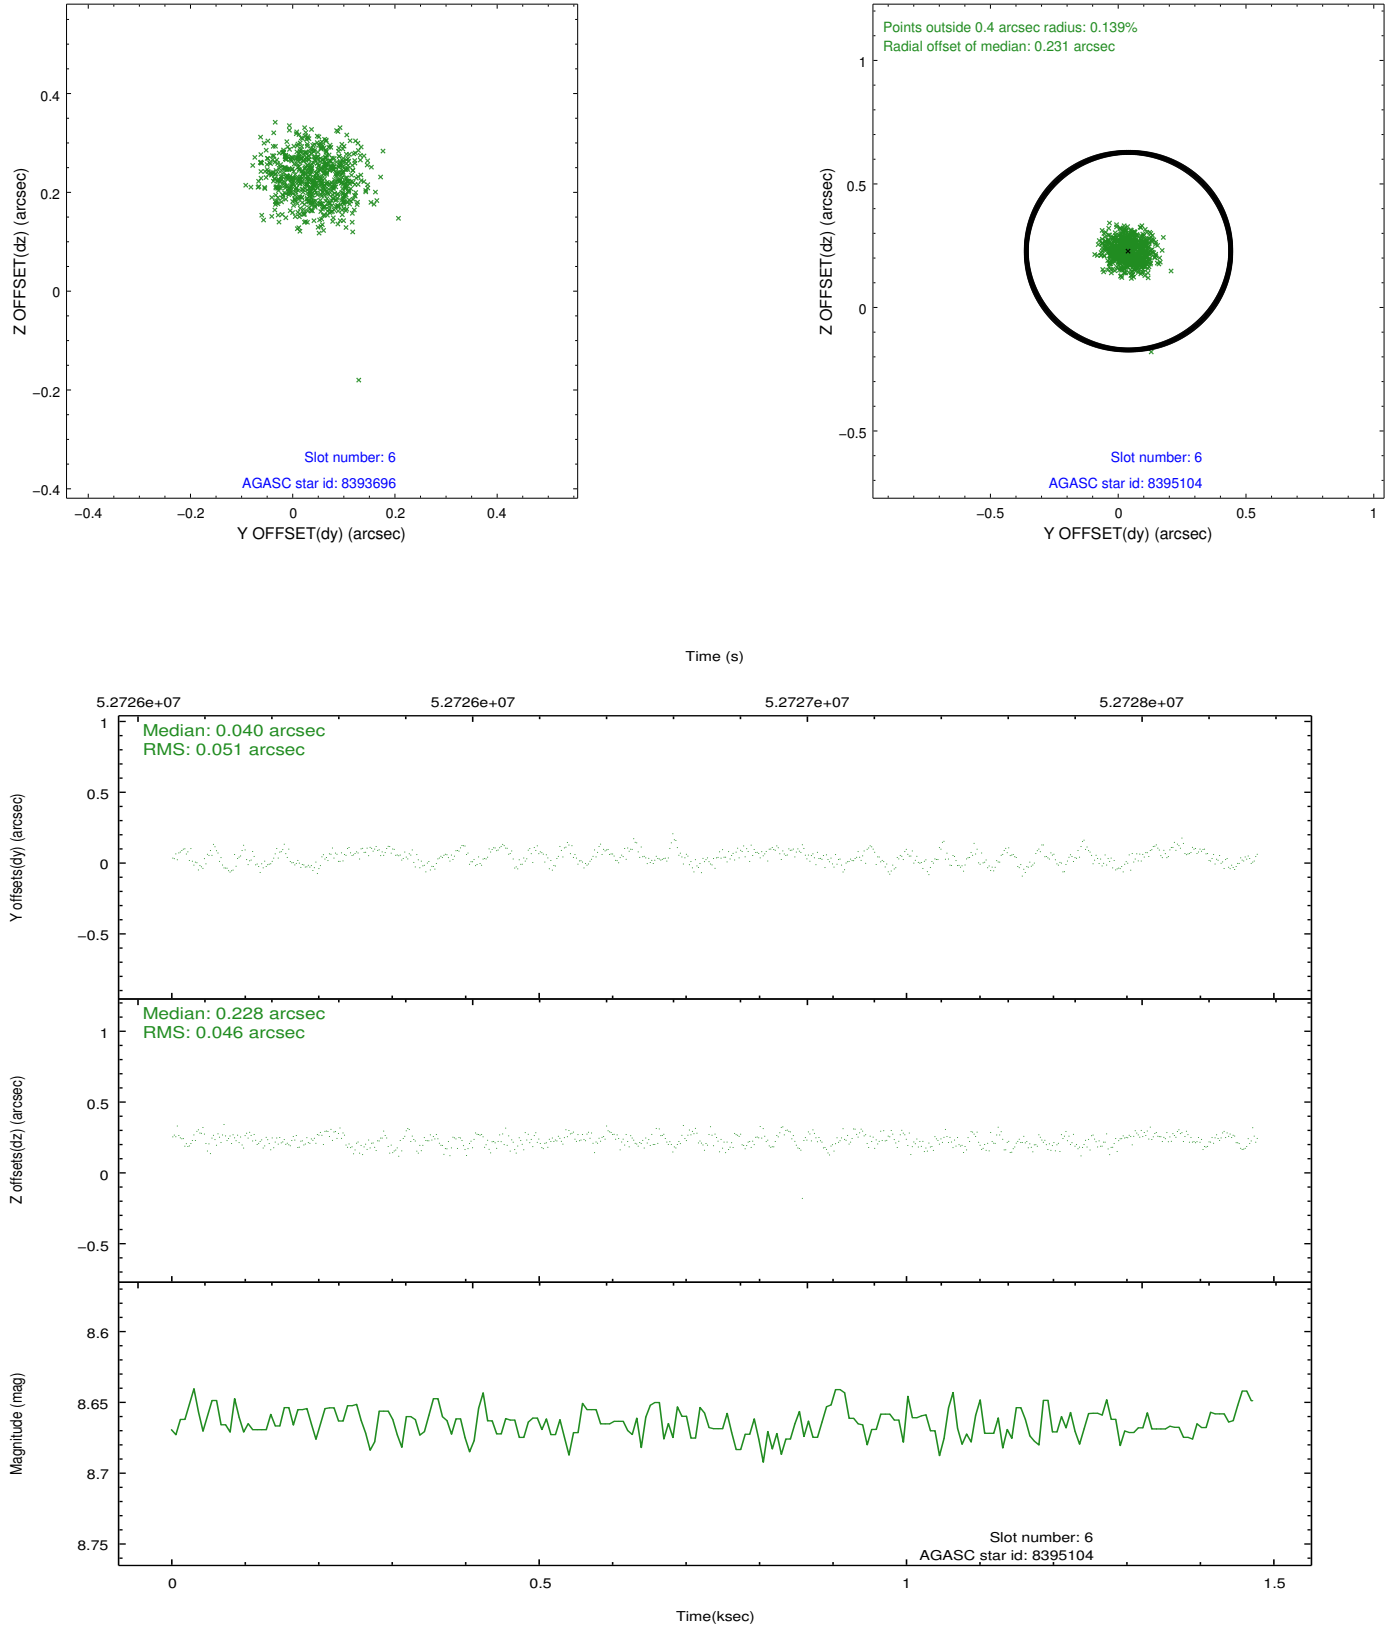 Z OFFSET(dz) (arcsec)
0.4
0.2
0
−0.2
−0.4
Slot number: 6
AGASC star id: 8393696
−0.4
−0.2
0
0.2
0.4
Y OFFSET(dy) (arcsec)
Points outside 0.4 arcsec radius: 0.139%
Radial offset of median: 0.231 arcsec
Z OFFSET(dz) (arcsec)
1
0.5
0
−0.5
Slot number: 6
AGASC star id: 8395104
−0.5
0
0.5
1
Y OFFSET(dy) (arcsec)
Time (s)
5.2726e+07
5.2726e+07
5.2727e+07
5.2728e+07
Median: 0.040 arcsec
RMS: 0.051 arcsec
Y offsets(dy) (arcsec)
1
0.5
0
−0.5
Median: 0.228 arcsec
RMS: 0.046 arcsec
Z offsets(dz) (arcsec)
1
0.5
0
−0.5
Magnitude (mag)
8.6
8.65
8.7
8.75
Slot number: 6
AGASC star id: 8395104
0
0.5
1
1.5
Time(ksec)